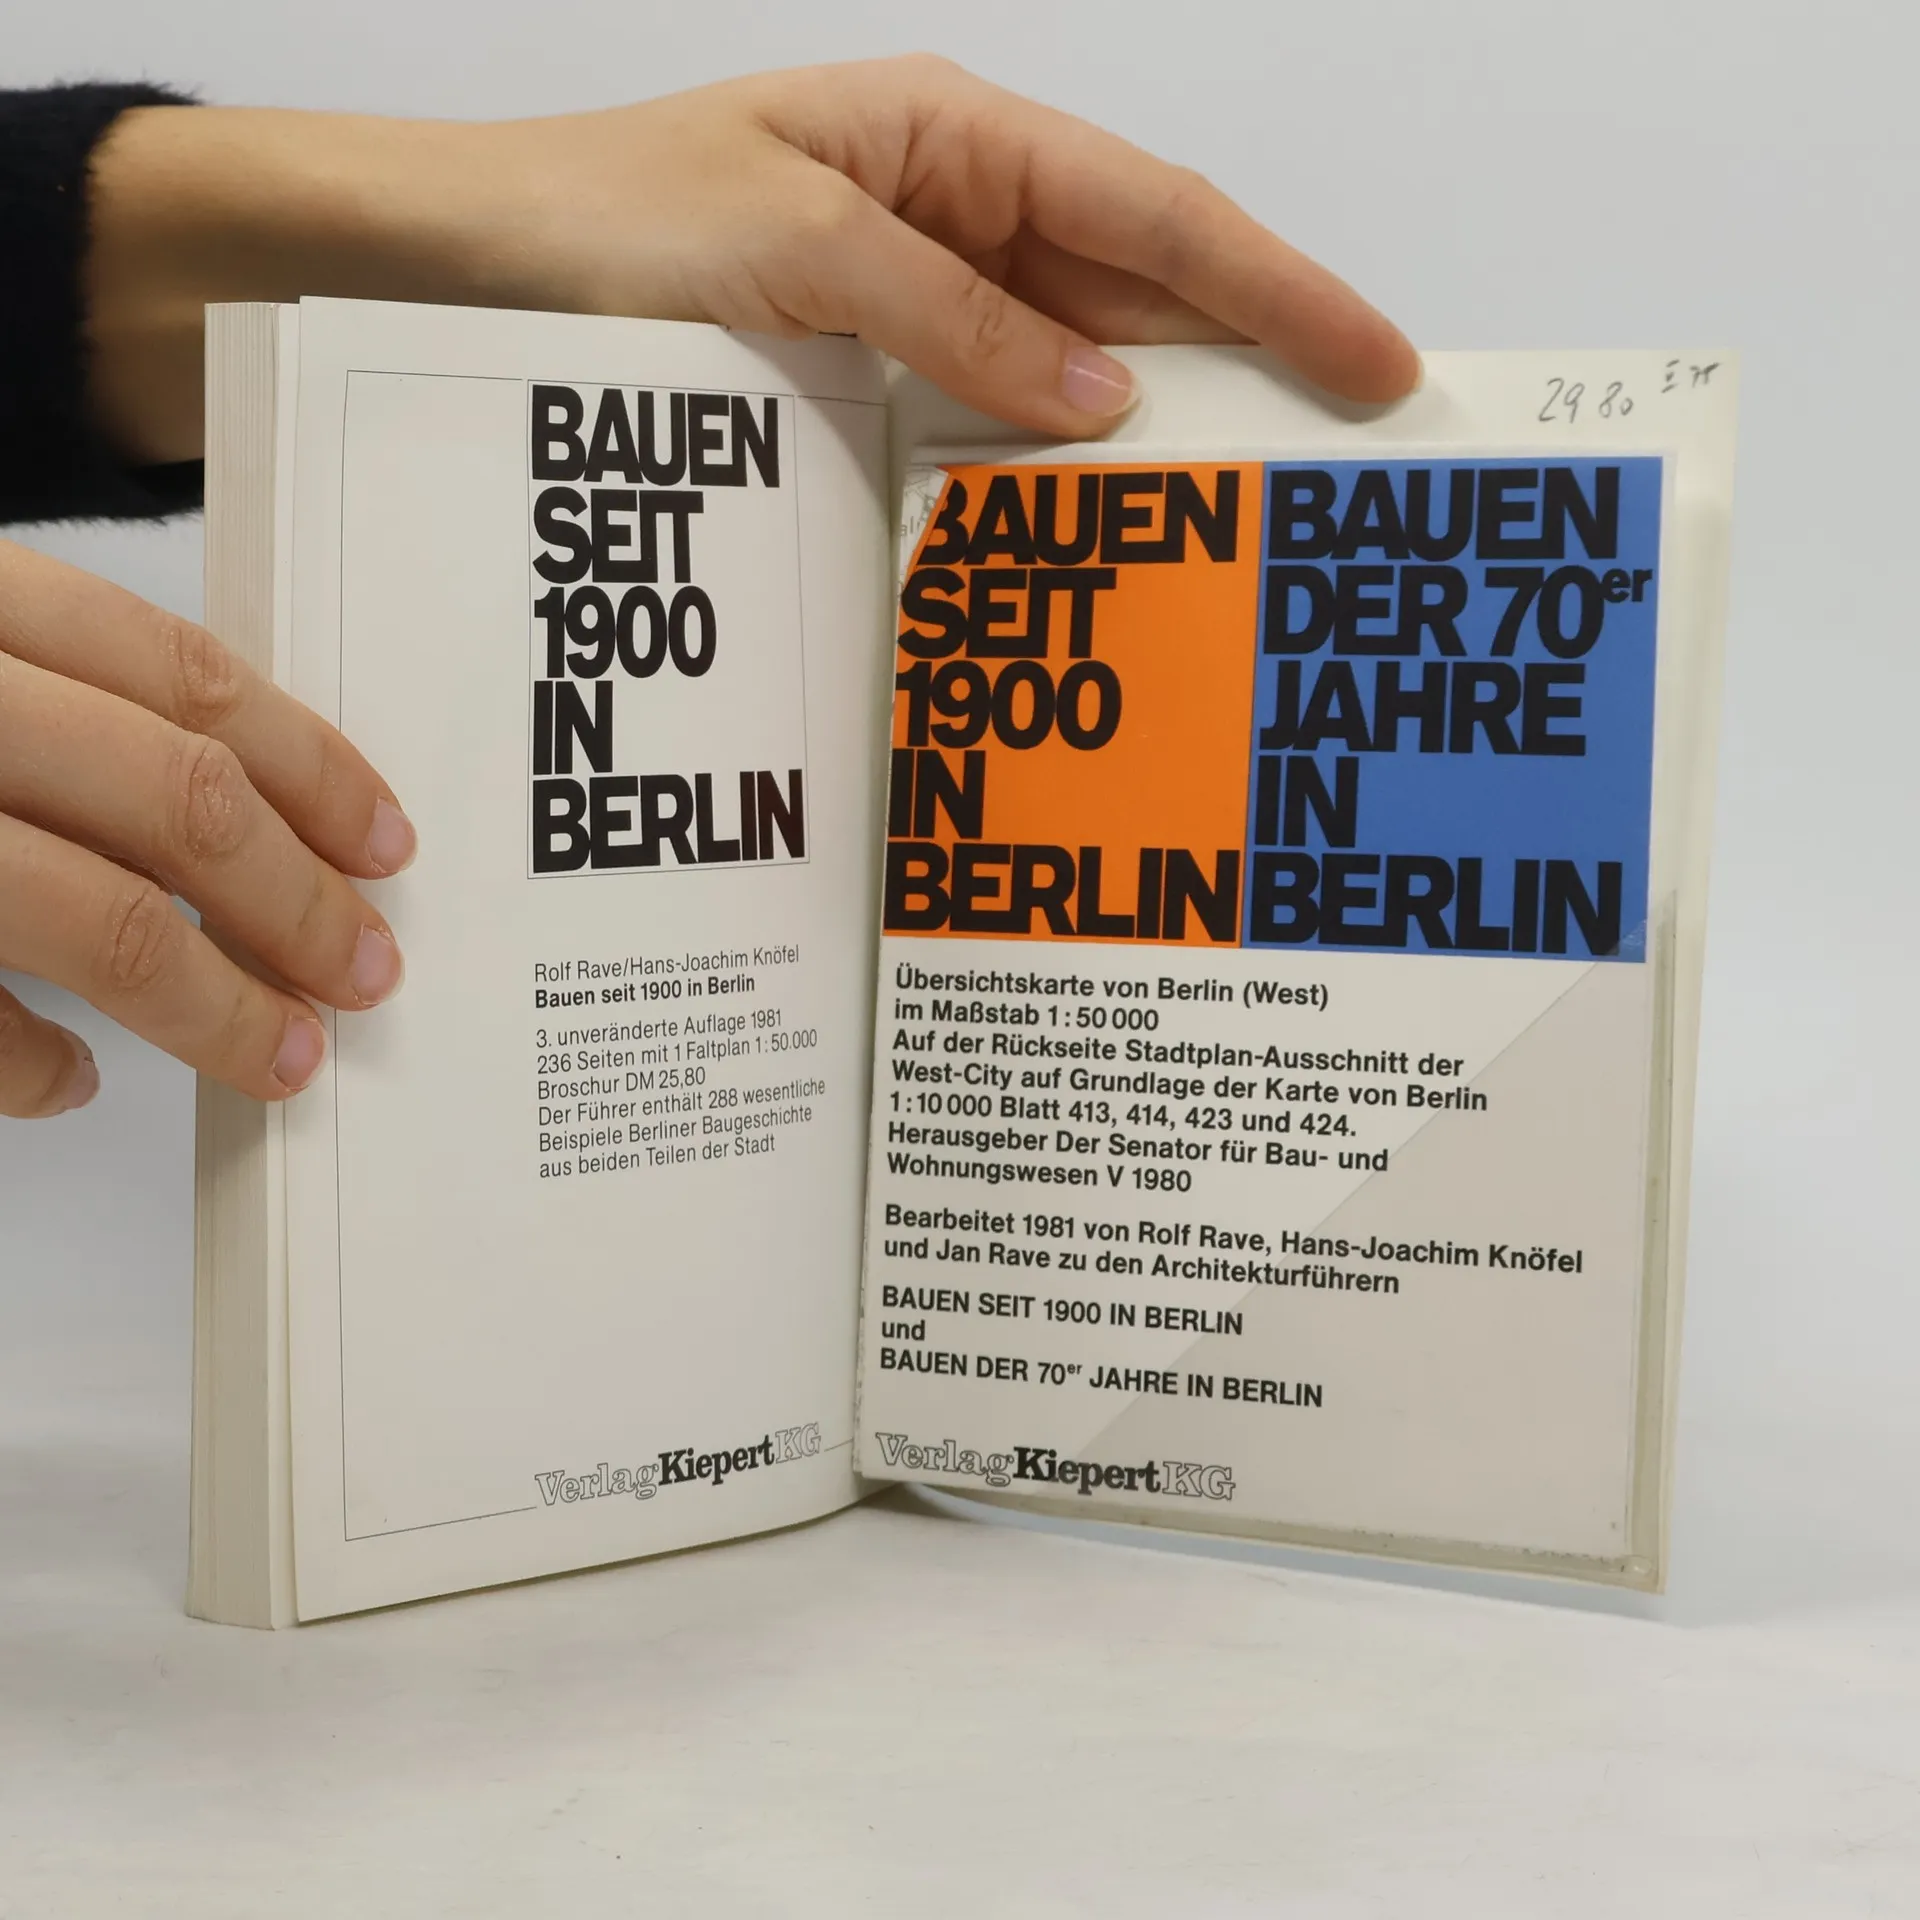 BAUEN
SEIT
1900
IN
BERLIN
Rolf Rave/Hans-Joachim Knöfel
Bauen seit 1900 in Berlin
3. unveränderte Auflage 1981
236 Seiten mit 1 Faltplan 1:50.000
Broschur DM 25,80
Der Führer enthält 288 wesentliche
Beispiele Berliner Baugeschichte
aus beiden Teilen der Stadt
Verlag Kiepert KG
29 80
BAUEN
SEIT
1900
IN
BERLIN
BAUEN
DER 70er
JAHRE
IN
BERLIN
Übersichtskarte von Berlin (West)
im Maßstab 1:50 000
Auf der Rückseite Stadtplan-Ausschnitt der
West-City auf Grundlage der Karte von Berlin
1:10 000 Blatt 413, 414, 423 und 424.
Herausgeber Der Senator für Bau- und
Wohnungswesen V 1980
Bearbeitet 1981 von Rolf Rave, Hans-Joachim Knöfel
und Jan Rave zu den Architekturführern
BAUEN SEIT 1900 IN BERLIN
und
BAUEN DER 70er JAHRE IN BERLIN
Verlag Kiepert KG